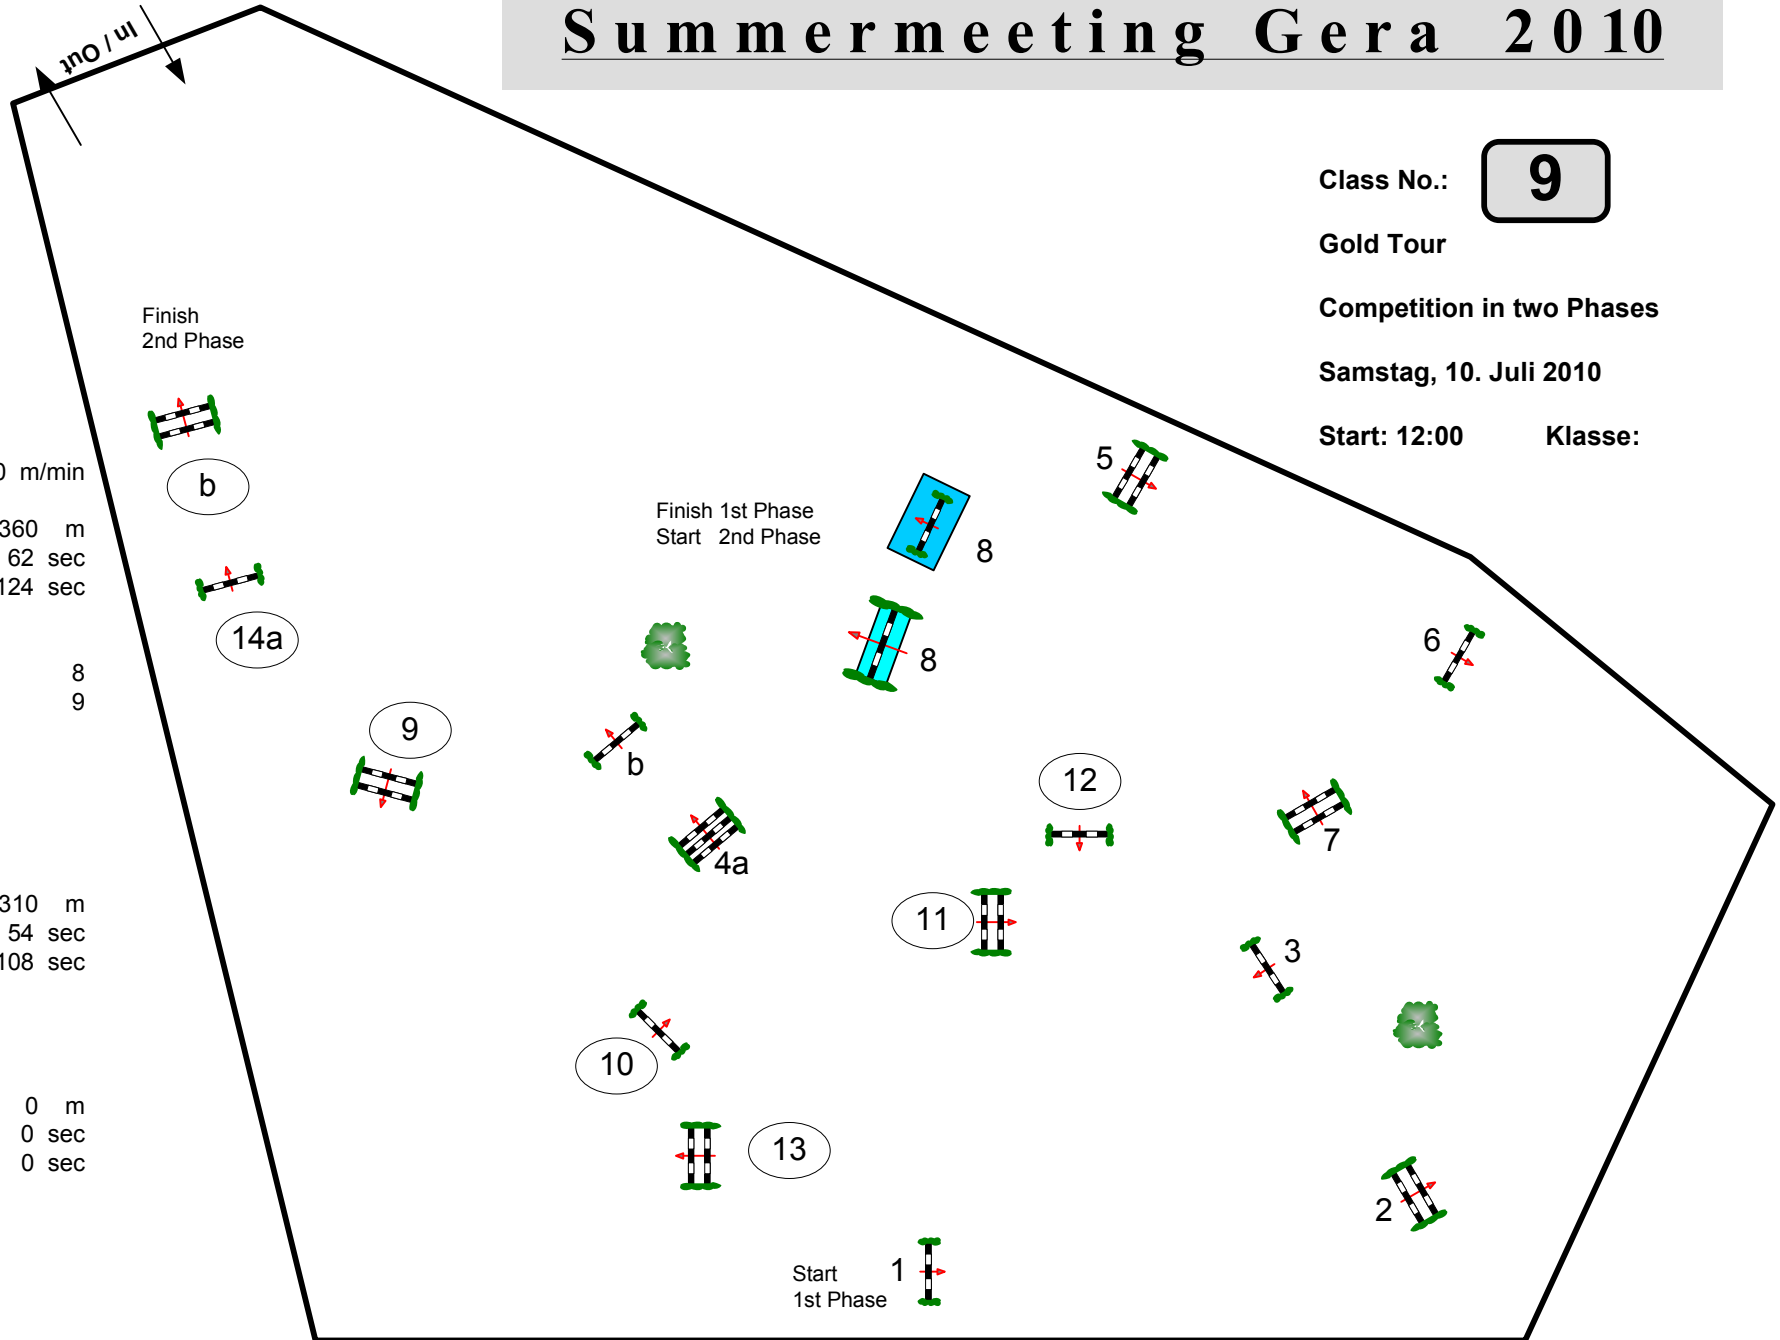 Summermeeting Gera 2010
In / Out
Class No.: 9
Gold Tour
Competition in two Phases
Samstag, 10. Juli 2010
Start: 12:00 Klasse:
Finish
2nd Phase
b
14a
9
0 m/min
360 m
62 sec
124 sec
8
9
310 m
54 sec
108 sec
0 m
0 sec
0 sec
Finish 1st Phase
Start 2nd Phase
8
8
5
6
b
4a
12
7
11
3
10
13
2
1
Start
1st Phase